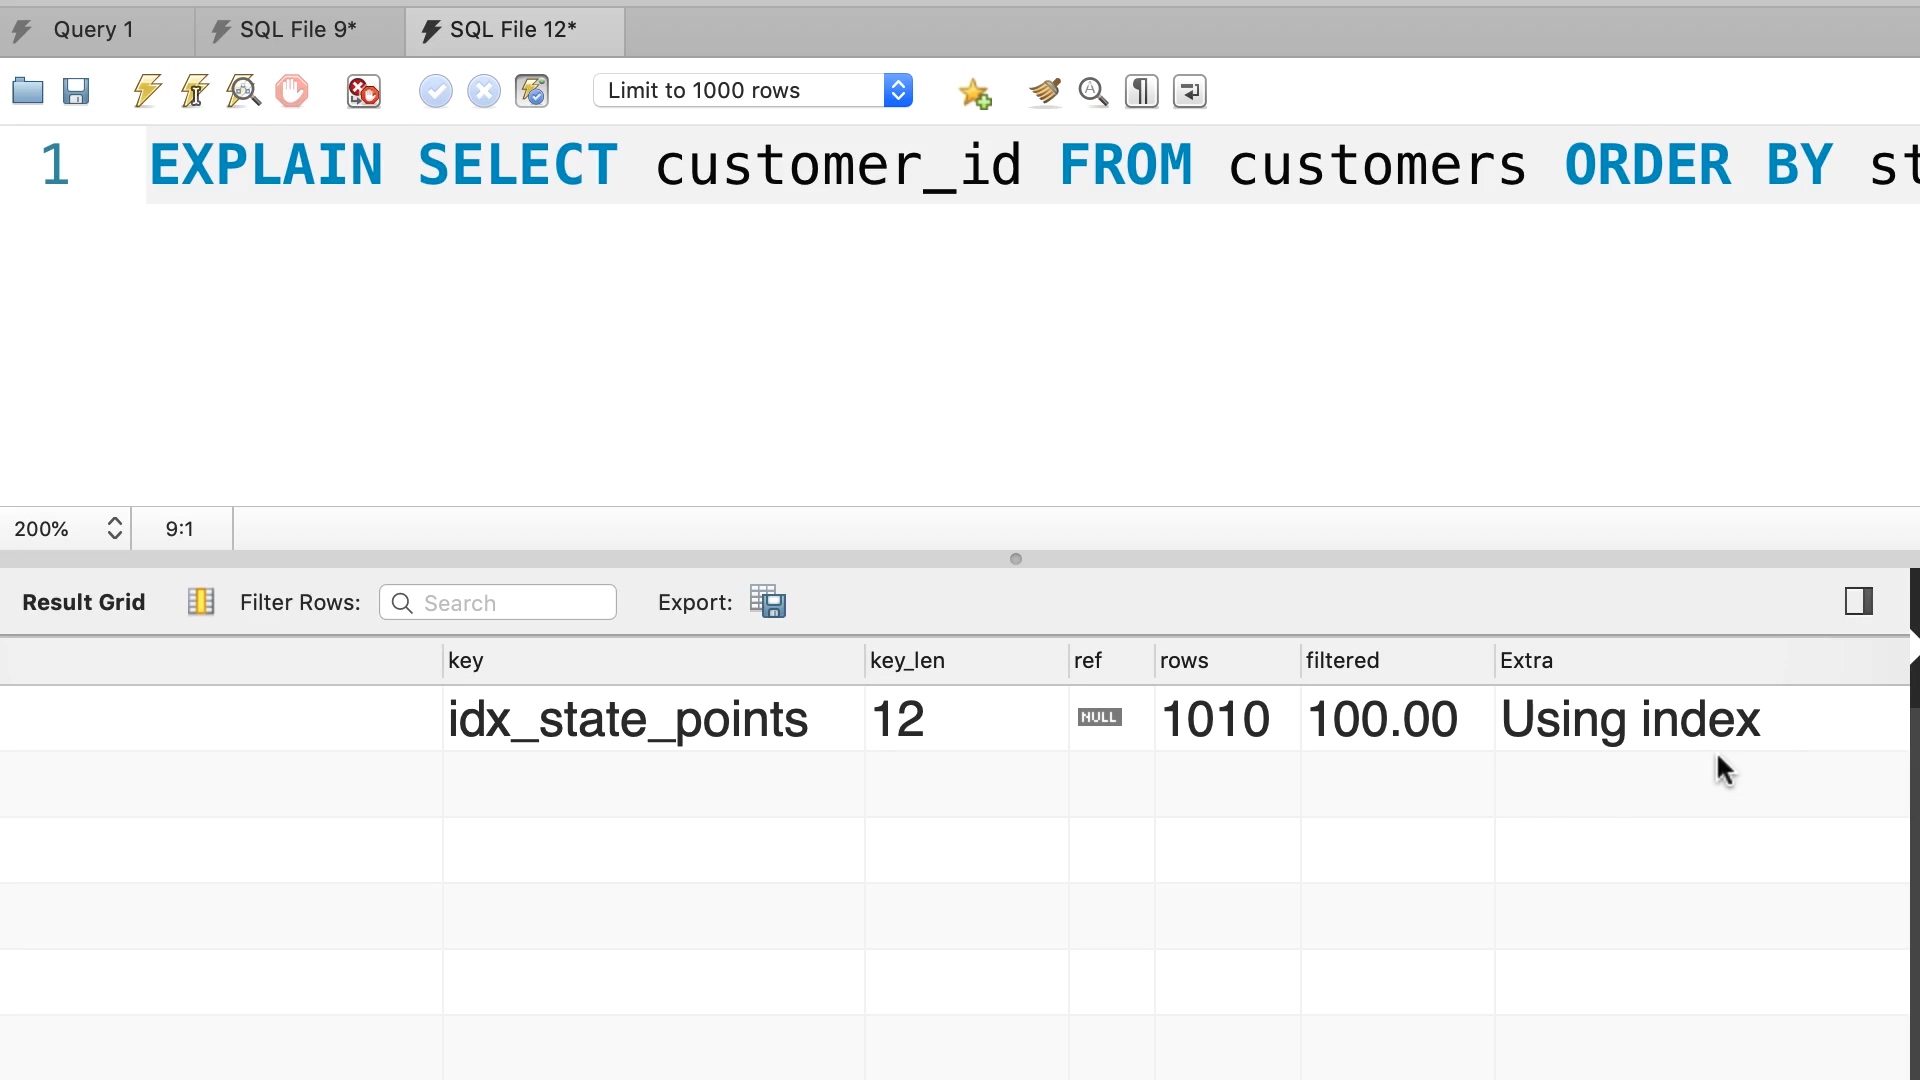 Query 1 SQL File 9* SQL File 12*
Limit to 1000 rows
1 EXPLAIN SELECT customer_id FROM customers ORDER BY st
200% 9:1
Result Grid Filter Rows: Search Export:
key key_len ref rows filtered Extra
idx_state_points 12 NULL 1010 100.00 Using index